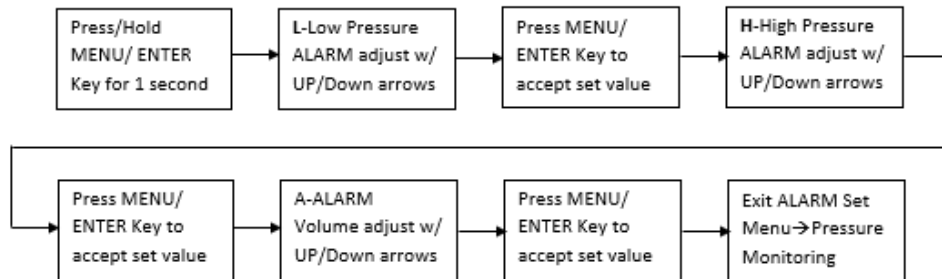 Press/Hold
MENU/ ENTER
Key for 1 second
L-Low Pressure
ALARM adjust w/
UP/Down arrows
Press MENU/
ENTER Key to
accept set value
H-High Pressure
ALARM adjust w/
UP/Down arrows
Press MENU/
ENTER Key to
accept set value
A-ALARM
Volume adjust w/
UP/Down arrows
Press MENU/
ENTER Key to
accept set value
Exit ALARM Set
Menu→Pressure
Monitoring